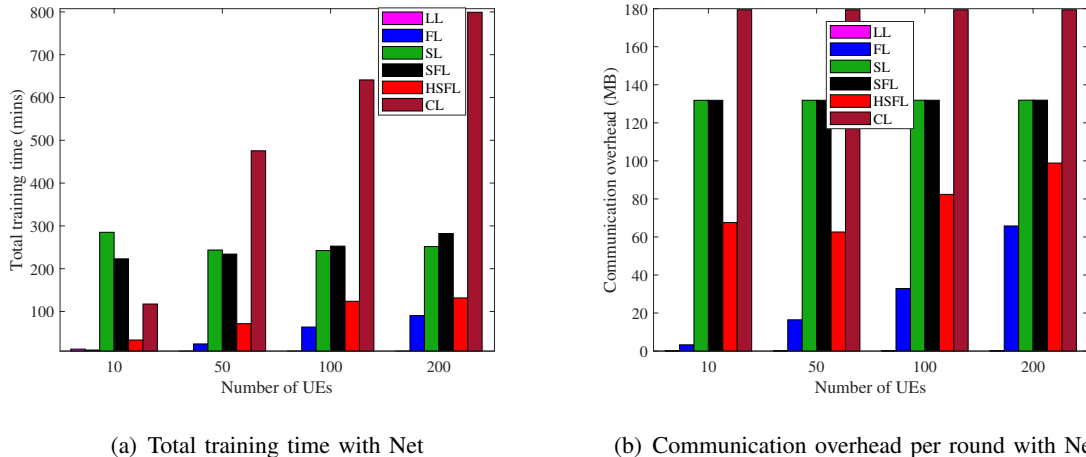 800
700
600
500
400
300
200
100
Total training time (mins)
10
50
100
200
Number of UEs
LL
FL
SL
SFL
HSFL
CL
(a) Total training time with Net
180
160
140
120
100
80
60
40
20
0
Communication overhead (MB)
10
50
100
200
Number of UEs
LL
FL
SL
SFL
HSFL
CL
(b) Communication overhead per round with Ne